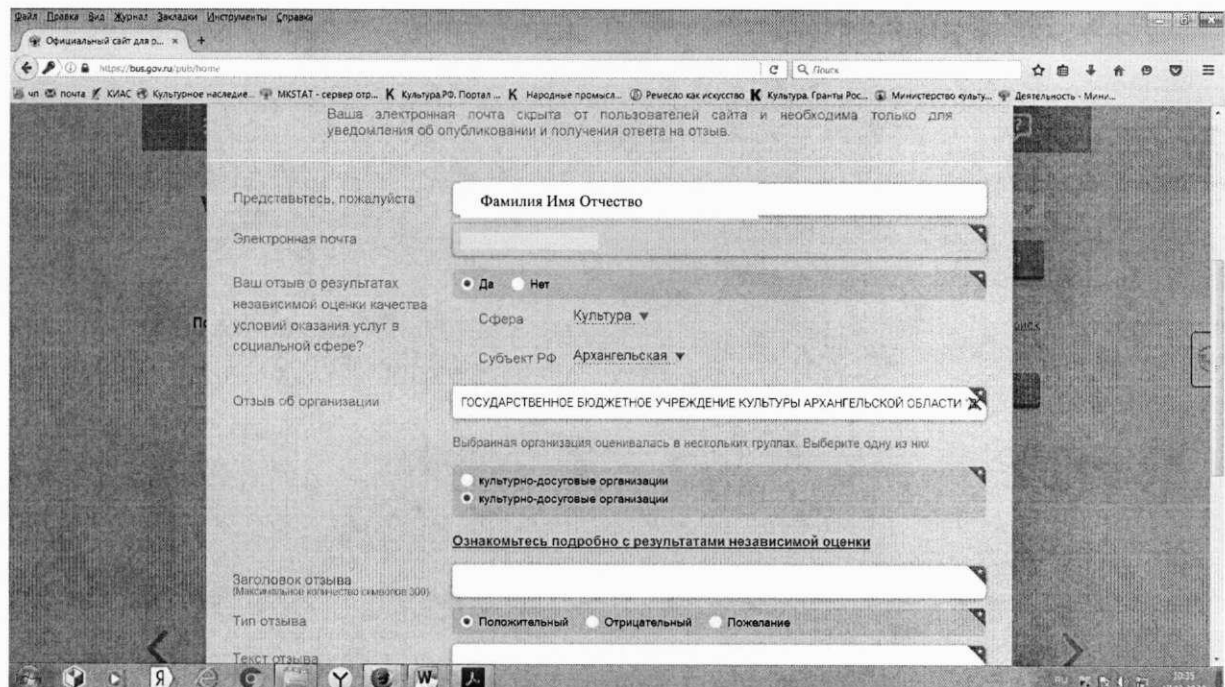 Файл Правка Вид Журнал Закладки Инструменты Справка
Официальный сайт для р... × +
https://bus.gov.ru/pub/home
Поиск
чп почта КИАС Культурное наследие... MKSTAT - сервер отр... Культура.РФ. Портал ... Народные промысл... Ремесло как искусство Культура. Гранты Рос... Министерство культу... Деятельность - Мини...
Ваша электронная почта скрыта от пользователей сайта и необходима только для
уведомления об опубликовании и получения ответа на отзыв.
Представьтесь, пожалуйста
Фамилия Имя Отчество
Электронная почта
Ваш отзыв о результатах
независимой оценки качества
условий оказания услуг в
социальной сфере?
Да Нет
Сфера Культура
Субъект РФ Архангельская
Отзыв об организации
ГОСУДАРСТВЕННОЕ БЮДЖЕТНОЕ УЧРЕЖДЕНИЕ КУЛЬТУРЫ АРХАНГЕЛЬСКОЙ ОБЛАСТИ
Выбранная организация оценивалась в нескольких группах. Выберите одну из них
культурно-досуговые организации
культурно-досуговые организации
Ознакомьтесь подробно с результатами независимой оценки
Заголовок отзыва
(Максимальное количество символов 300)
Тип отзыва
Положительный Отрицательный Пожелание
Текст отзыва
RU
10:35